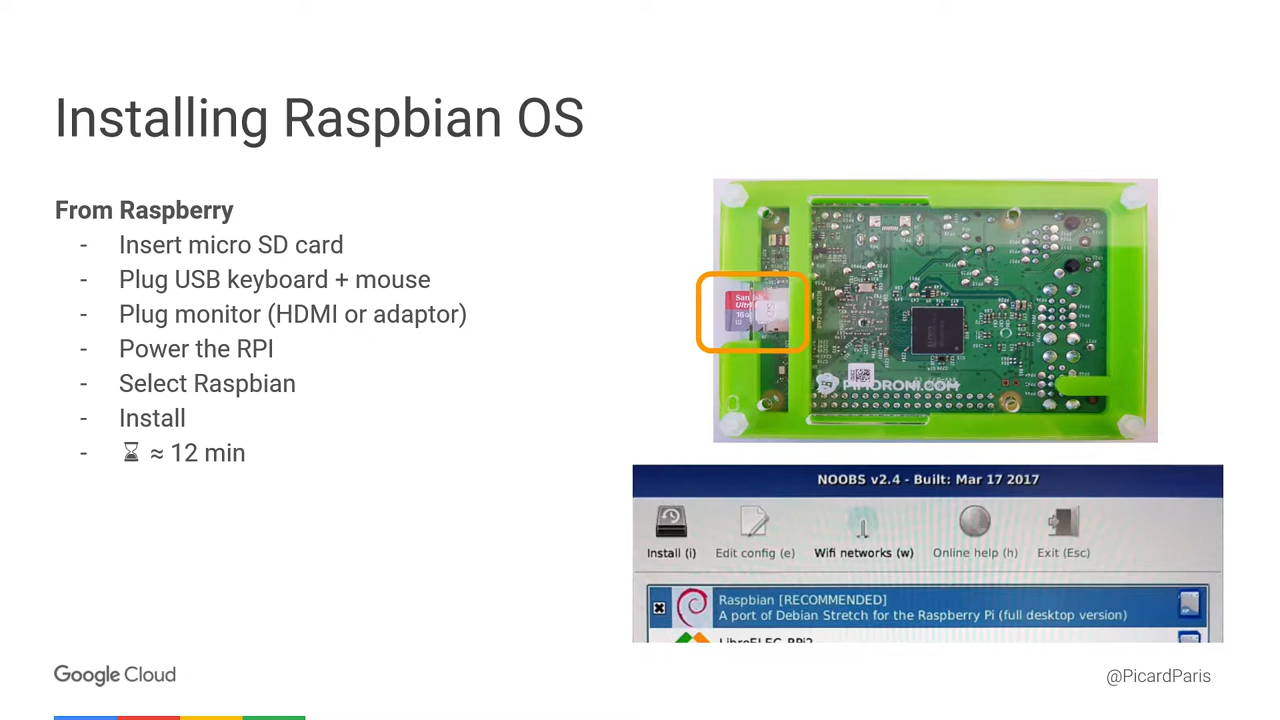 Installing Raspbian OS
From Raspberry
- Insert micro SD card
- Plug USB keyboard + mouse
- Plug monitor (HDMI or adaptor)
- Power the RPI
- Select Raspbian
- Install
- ⌛ ≈ 12 min
PIMORONI.COM
NOOBS v2.4 - Built: Mar 17 2017
Install (i) Edit config (e) Wifi networks (w) Online help (h) Exit (Esc)
Raspbian [RECOMMENDED]
A port of Debian Stretch for the Raspberry Pi (full desktop version)
LibreELEC_RPi2
Google Cloud
@PicardParis